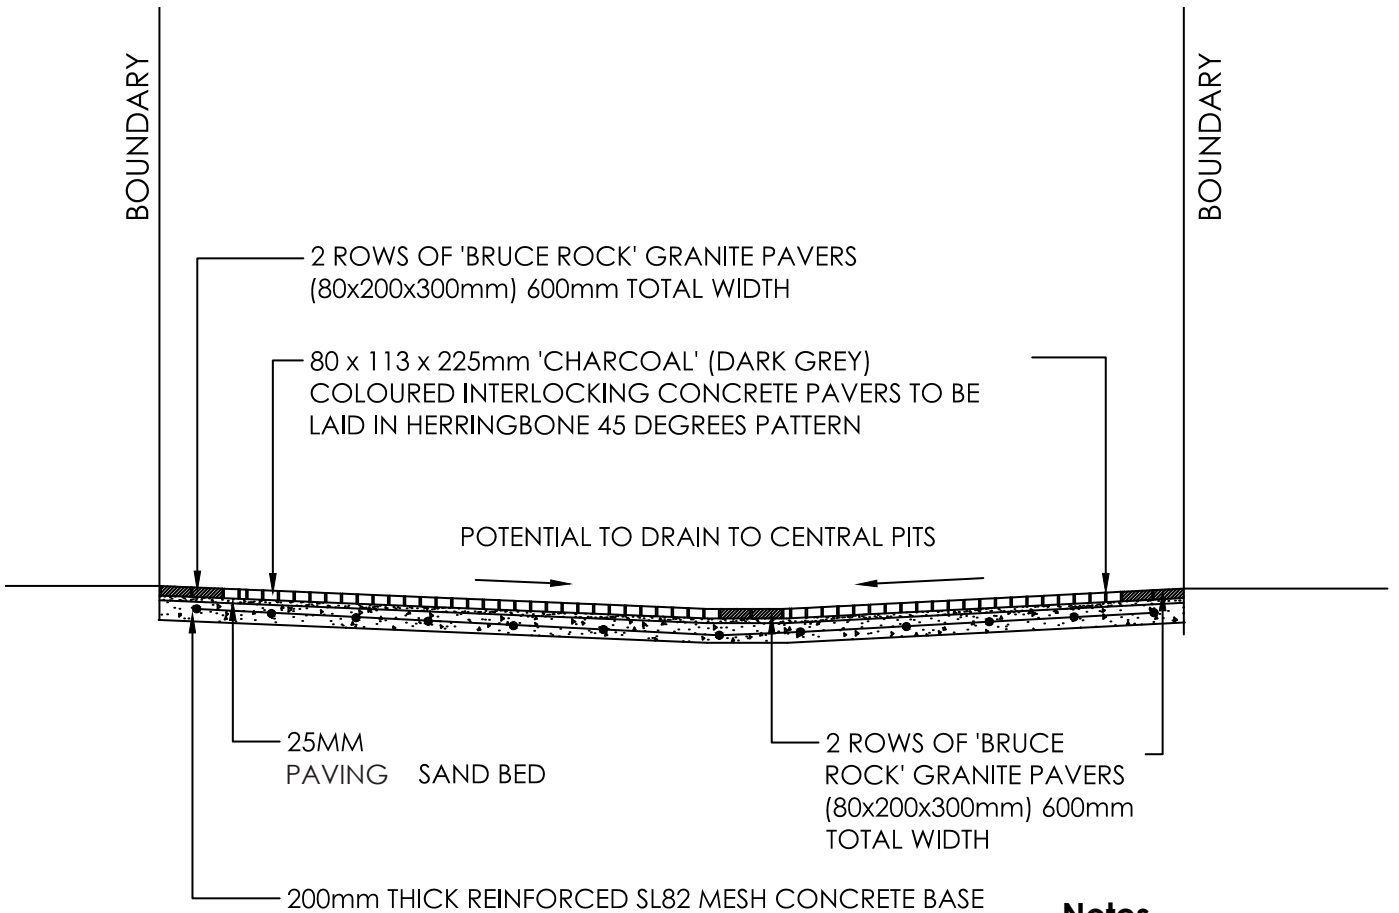 BOUNDARY
BOUNDARY
2 ROWS OF 'BRUCE ROCK' GRANITE PAVERS
(80x200x300mm) 600mm TOTAL WIDTH
80 x 113 x 225mm 'CHARCOAL' (DARK GREY)
COLOURED INTERLOCKING CONCRETE PAVERS TO BE
LAID IN HERRINGBONE 45 DEGREES PATTERN
POTENTIAL TO DRAIN TO CENTRAL PITS
25MM
PAVING SAND BED
2 ROWS OF 'BRUCE
ROCK' GRANITE PAVERS
(80x200x300mm) 600mm
TOTAL WIDTH
200mm THICK REINFORCED SL82 MESH CONCRETE BASE
Notes